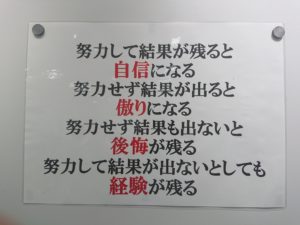 努力して結果が残ると
自信になる
努力せず結果が出ると
傲りになる
努力せず結果も出ないと
後悔が残る
努力して結果が出ないとしても
経験が残る